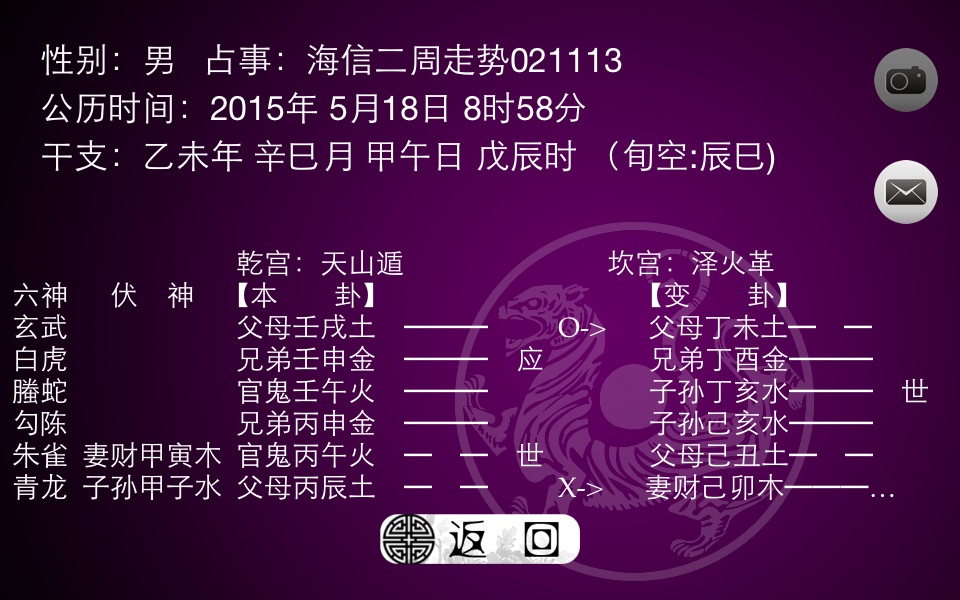 性别：男 占事：海信二周走势021113
公历时间：2015年 5月18日 8时58分
干支：乙未年 辛巳月 甲午日 戊辰时 （旬空:辰巳)
乾宫：天山遁 坎宫：泽火革
六神 伏 神 【本 卦】 【变 卦】
玄武 父母壬戌土 O-> 父母丁未土
白虎 兄弟壬申金 应 兄弟丁酉金
螣蛇 官鬼壬午火 子孙丁亥水 世
勾陈 兄弟丙申金 子孙己亥水
朱雀 妻财甲寅木 官鬼丙午火 世 父母己丑土
青龙 子孙甲子水 父母丙辰土 X-> 妻财己卯木 …
返回